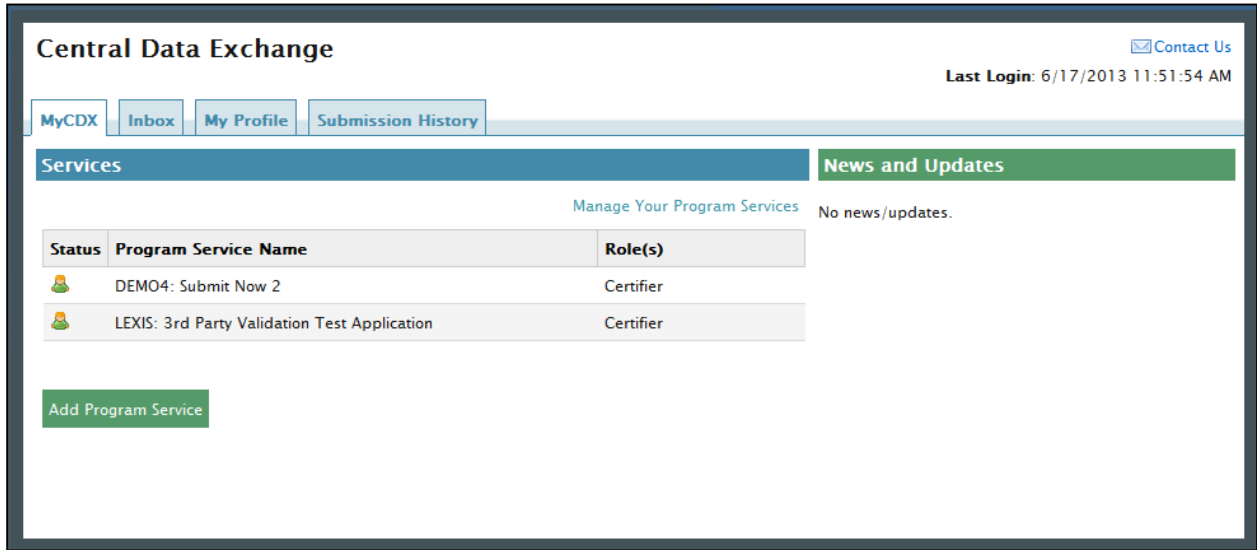 Central Data Exchange
Contact Us
Last Login: 6/17/2013 11:51:54 AM
MyCDX Inbox My Profile Submission History
Services
News and Updates
Manage Your Program Services
No news/updates.
Status Program Service Name Role(s)
DEMO4: Submit Now 2 Certifier
LEXIS: 3rd Party Validation Test Application Certifier
Add Program Service